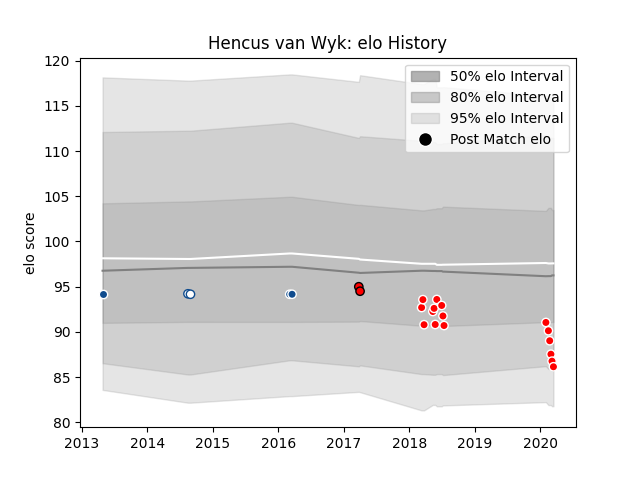 Hencus van Wyk: elo History
120
115
110
105
100
95
90
85
80
elo score
50% elo Interval
80% elo Interval
95% elo Interval
Post Match elo
2013 2014 2015 2016 2017 2018 2019 2020